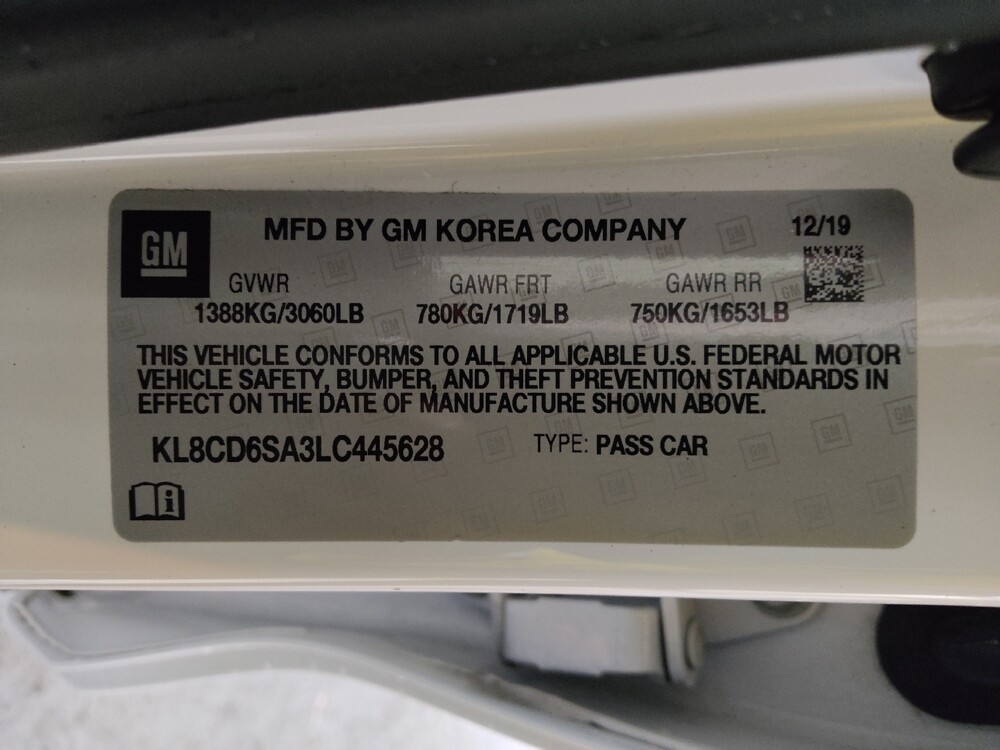 GM
MFD BY GM KOREA COMPANY
12/19
GVWR GAWR FRT GAWR RR
1388KG/3060LB 780KG/1719LB 750KG/1653LB
THIS VEHICLE CONFORMS TO ALL APPLICABLE U.S. FEDERAL MOTOR
VEHICLE SAFETY, BUMPER, AND THEFT PREVENTION STANDARDS IN
EFFECT ON THE DATE OF MANUFACTURE SHOWN ABOVE.
KL8CD6SA3LC445628 TYPE: PASS CAR
i